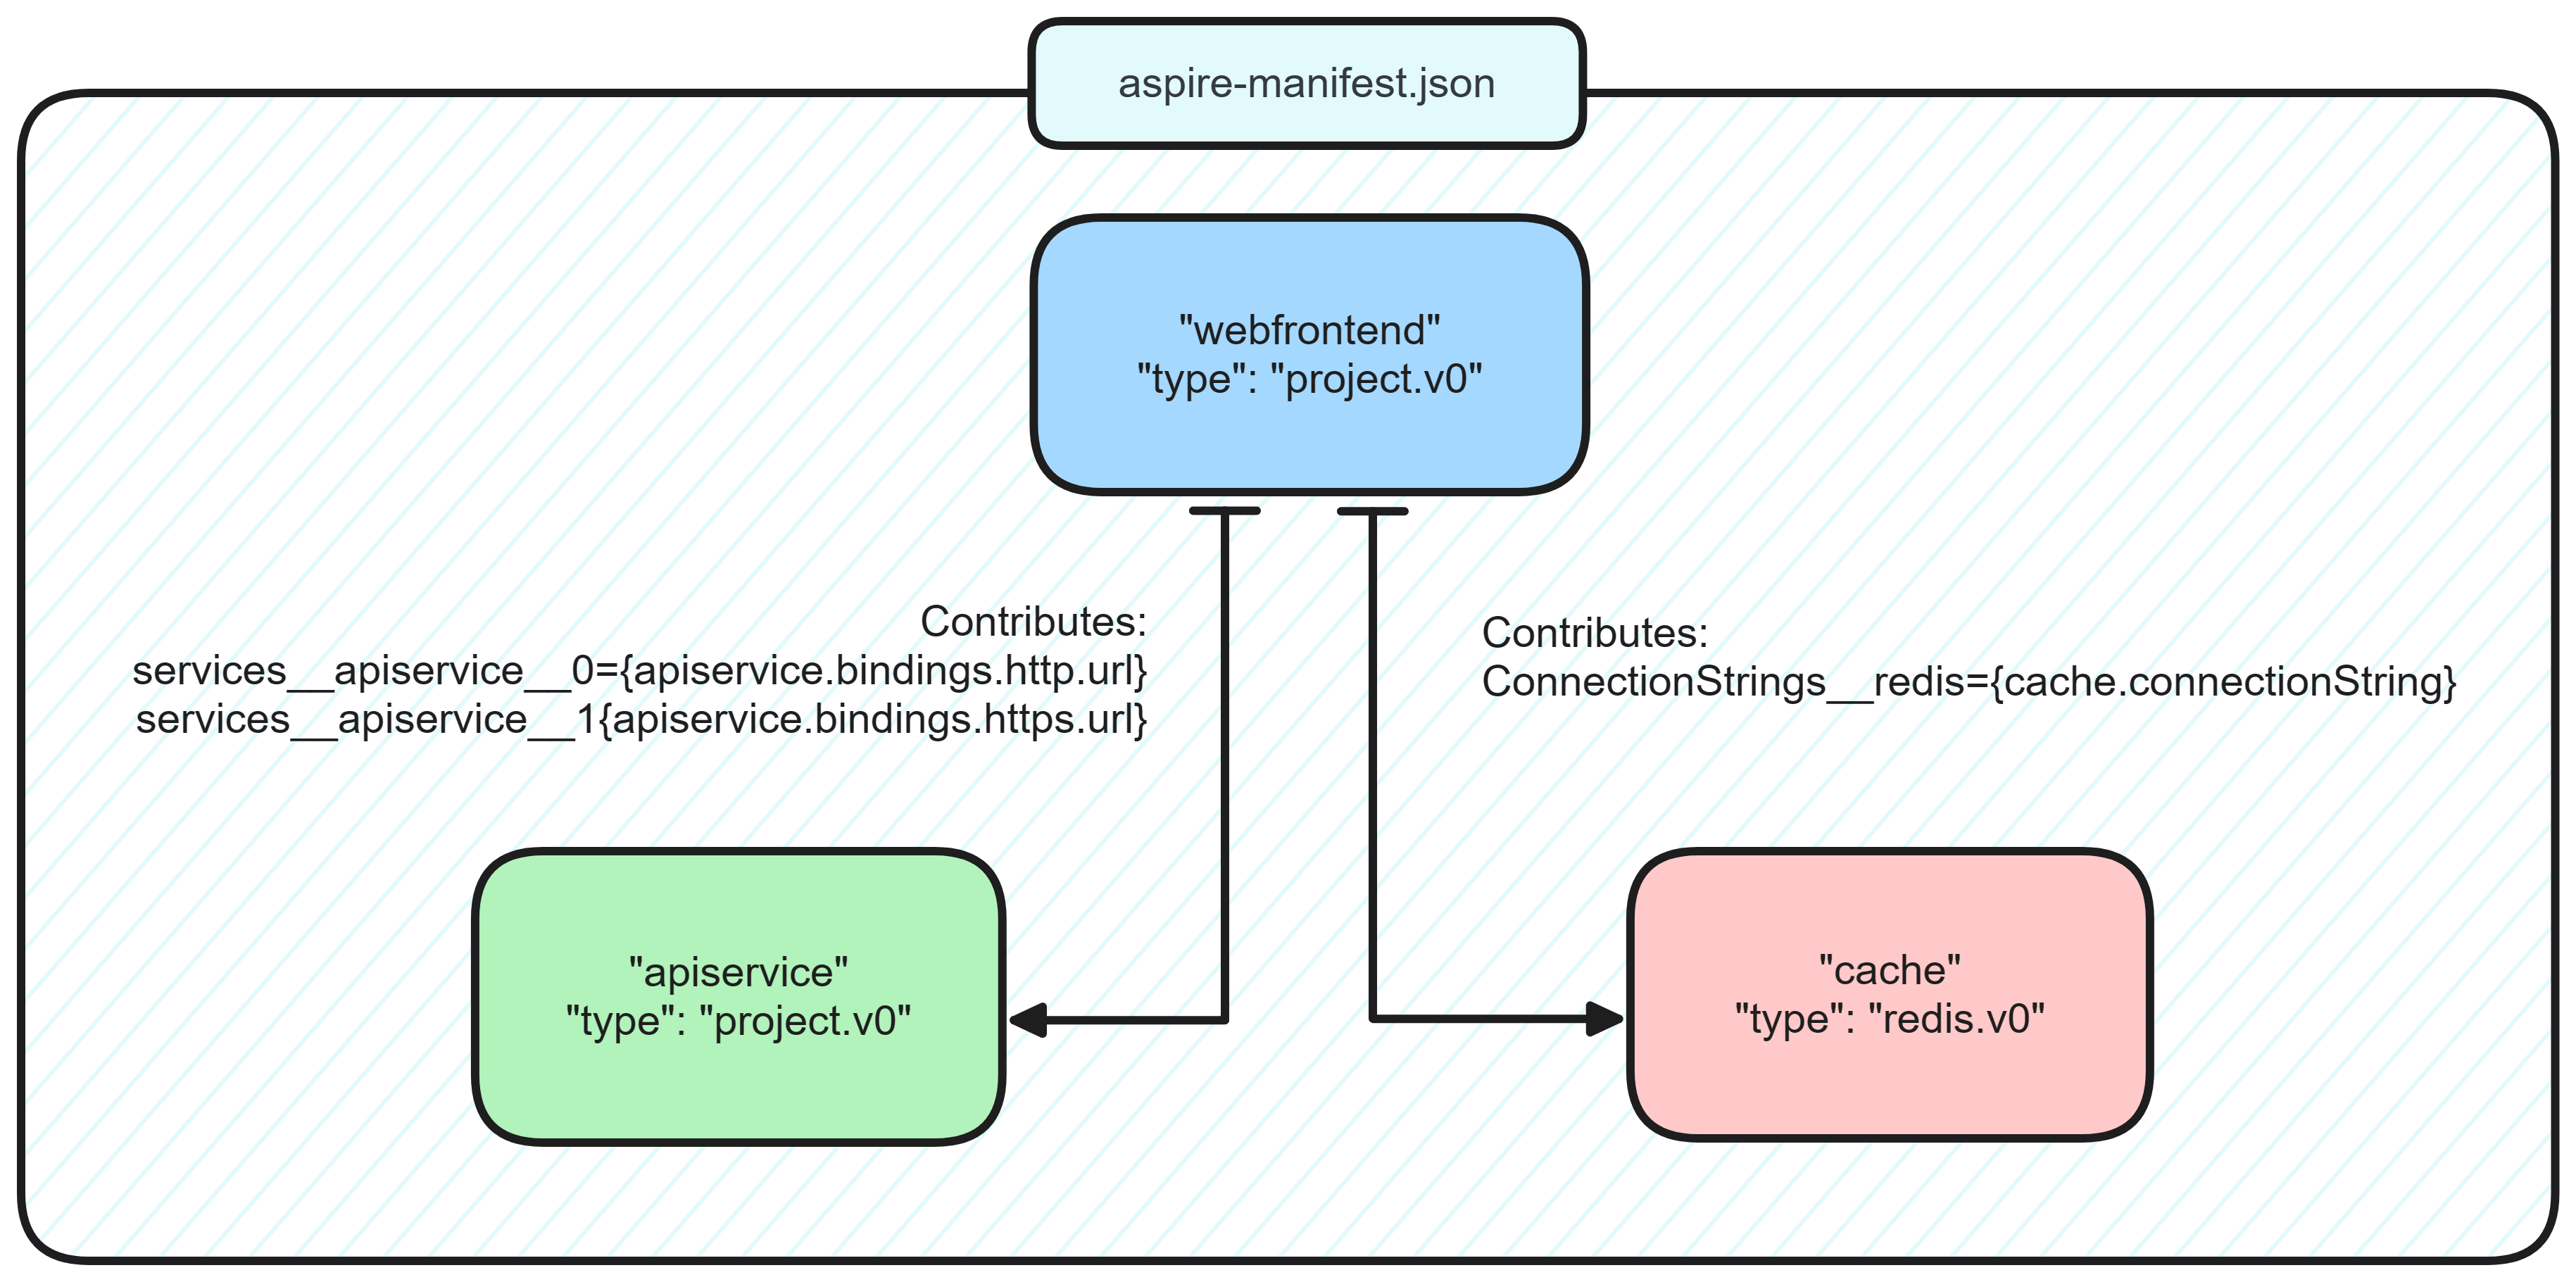 aspire-manifest.json
"webfrontend"
"type": "project.v0"
Contributes:
services__apiservice__0={apiservice.bindings.http.url}
services__apiservice__1{apiservice.bindings.https.url}
Contributes:
ConnectionStrings__redis={cache.connectionString}
"apiservice"
"type": "project.v0"
"cache"
"type": "redis.v0"